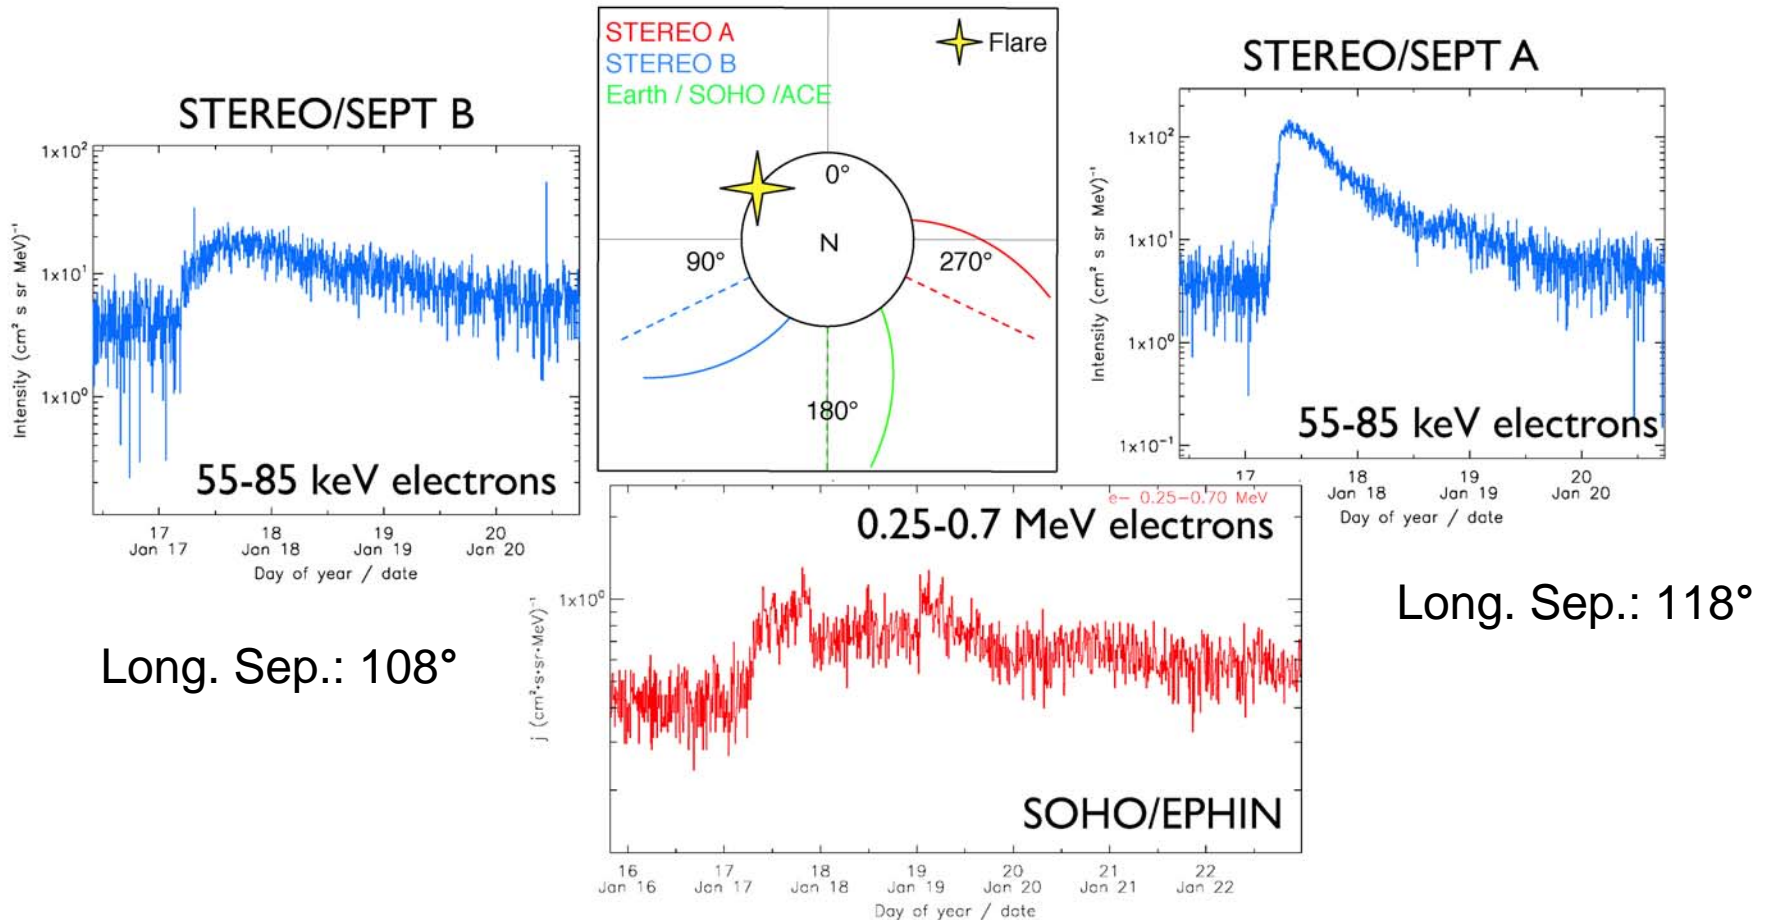 STEREO/SEPT B
1x10²
1x10¹
1x10⁰
Intensity (cm² s sr MeV)⁻¹
55-85 keV electrons
17
Jan 17
18
Jan 18
19
Jan 19
20
Jan 20
Day of year / date
Long. Sep.: 108°
STEREO A
STEREO B
Earth / SOHO /ACE
Flare
0°
N
90°
270°
180°
STEREO/SEPT A
1x10²
1x10¹
1x10⁰
1x10⁻¹
Intensity (cm² s sr MeV)⁻¹
55-85 keV electrons
17
18
Jan 18
19
Jan 19
20
Jan 20
Day of year / date
Long. Sep.: 118°
e- 0.25-0.70 MeV
0.25-0.7 MeV electrons
1x10⁰
j (cm²·s·sr·MeV)⁻¹
SOHO/EPHIN
16
Jan 16
17
Jan 17
18
Jan 18
19
Jan 19
20
Jan 20
21
Jan 21
22
Jan 22
Day of year / date